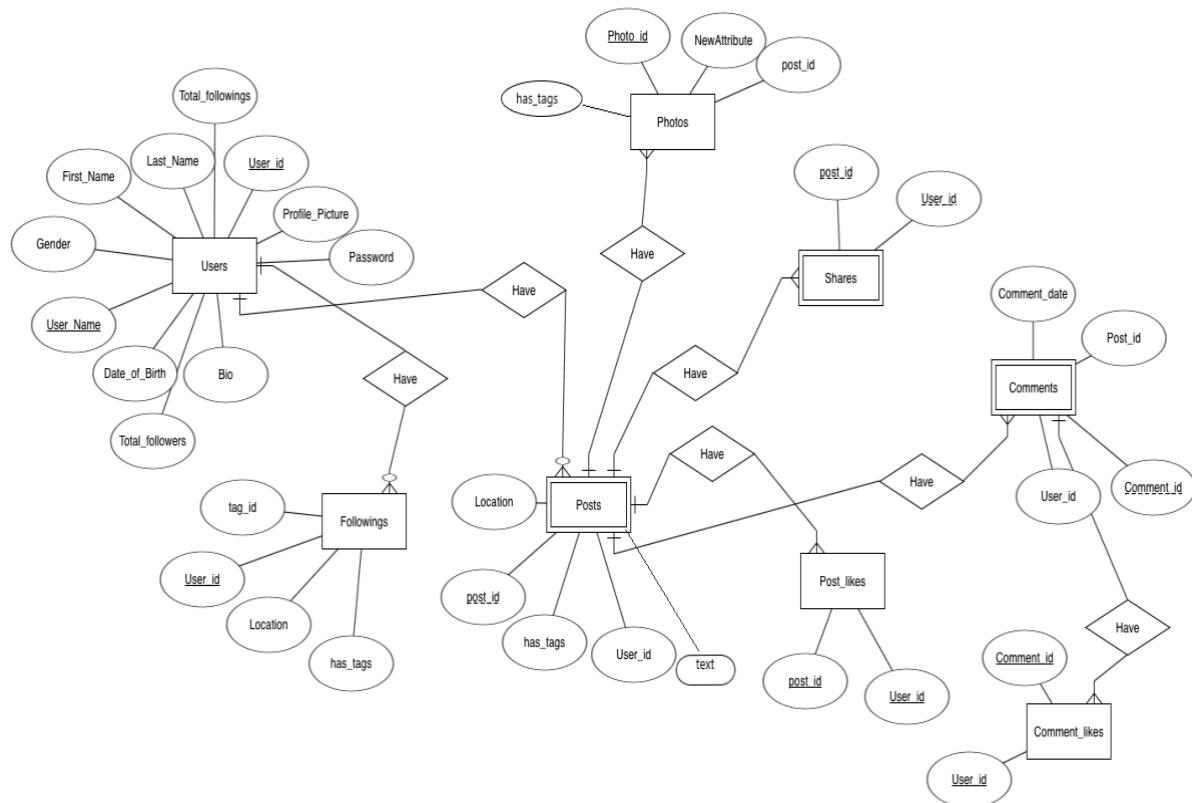 Photo_id
NewAttribute
post_id
has_tags
Photos
Total_followings
Last_Name
User_id
First_Name
Profile_Picture
Gender
Users
Password
User_Name
Date_of_Birth
Bio
Total_followers
Have
Have
Have
post_id
User_id
Shares
Have
Comment_date
Post_id
Comments
User_id
Comment_id
Have
Have
Location
Posts
post_id
has_tags
User_id
text
tag_id
Followings
User_id
Location
has_tags
Post_likes
post_id
User_id
Have
Comment_id
Comment_likes
User_id